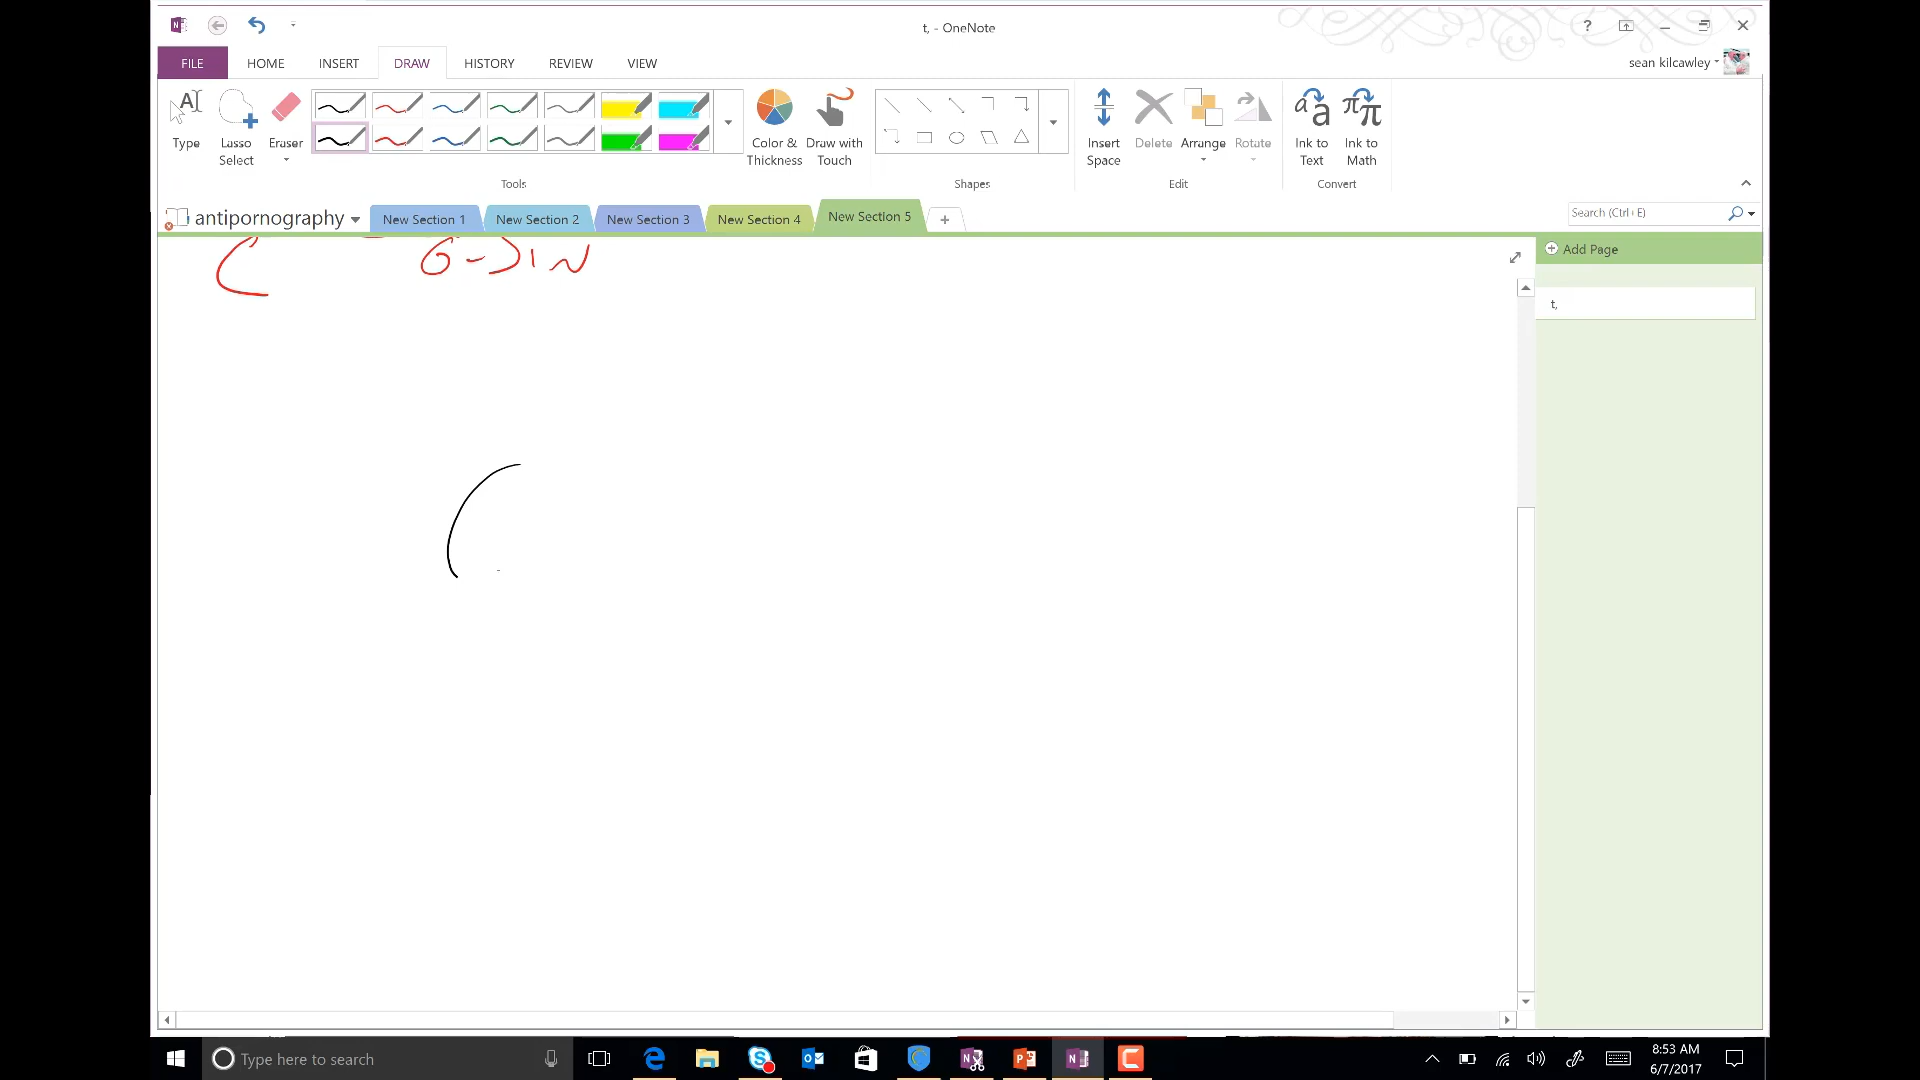 t, - OneNote
?
FILE HOME INSERT DRAW HISTORY REVIEW VIEW
sean kilcawley
Type
Lasso Select
Eraser
Color & Thickness
Draw with Touch
Insert Space
Delete
Arrange
Rotate
Ink to Text
Ink to Math
Tools
Shapes
Edit
Convert
antipornography
New Section 1
New Section 2
New Section 3
New Section 4
New Section 5
Search (Ctrl+E)
Add Page
t,
Type here to search
8:53 AM
6/7/2017